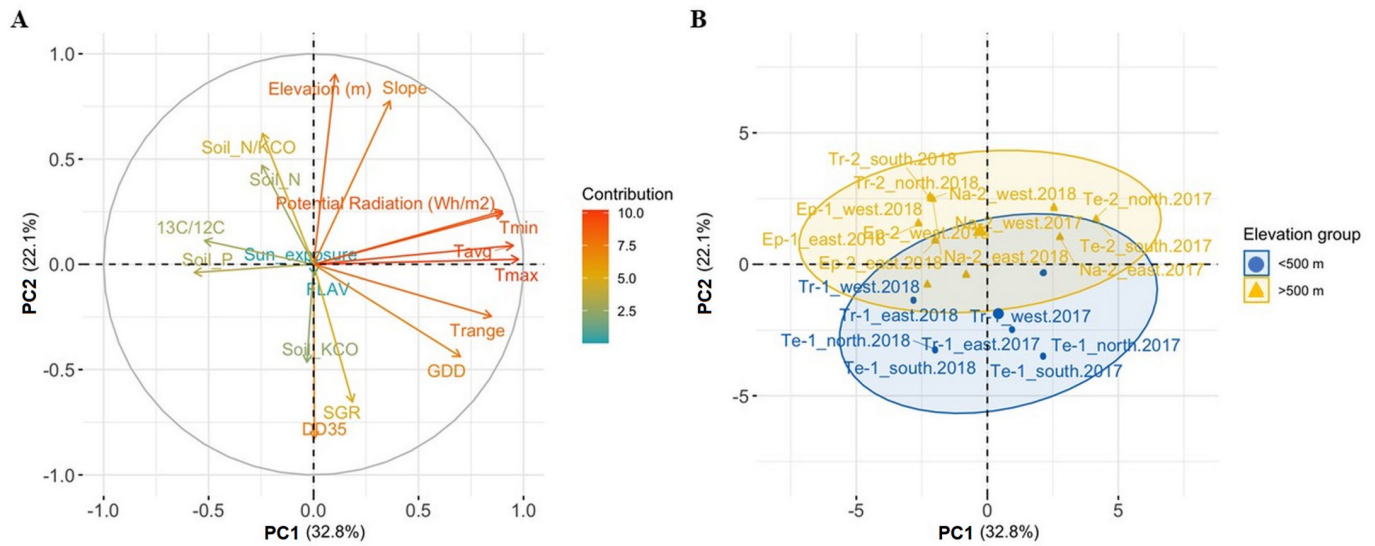 A
1.0
0.5
0.0
-0.5
-1.0
PC2 (22.1%)
Elevation (m)
Slope
Soil_N/KCO
Soil_N
Potential Radiation (Wh/m2)
13C/12C
Tmin
Sun_exposure
Tavg
Soil_P
Tmax
FLAV
Trange
Soil_KCO
GDD
SGR
DD35
-1.0 -0.5 0.0 0.5 1.0
PC1 (32.8%)
Contribution
10.0
7.5
5.0
2.5
B
5
0
-5
PC2 (22.1%)
Tr-2_south.2018
Tr-2_north.2018
Na-2_west.2018
Te-2_north.2017
Ep-1_west.2018
Na-2_west.2017
Ep-1_east.2018
Ep-2_west.2018
Te-2_south.2017
Ep-2_east.2018
Na-2_east.2018
Na-2_east.2017
Tr-1_west.2018
Tr-1_east.2018
Tr-1_west.2017
Te-1_north.2018
Tr-1_east.2017
Te-1_north.2017
Te-1_south.2018
Te-1_south.2017
-5 0 5
PC1 (32.8%)
Elevation group
<500 m
>500 m